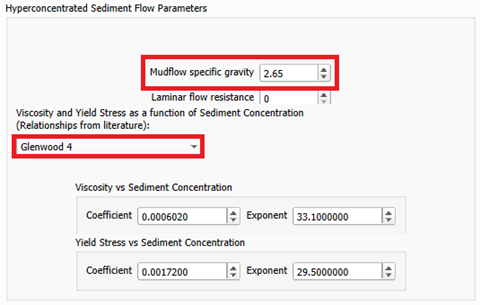 Hyperconcentrated Sediment Flow Parameters
Mudflow specific gravity 2.65
Laminar flow resistance 0
Viscosity and Yield Stress as a function of Sediment Concentration
(Relationships from literature):
Glenwood 4
Viscosity vs Sediment Concentration
Coefficient 0.0006020 Exponent 33.1000000
Yield Stress vs Sediment Concentration
Coefficient 0.0017200 Exponent 29.5000000